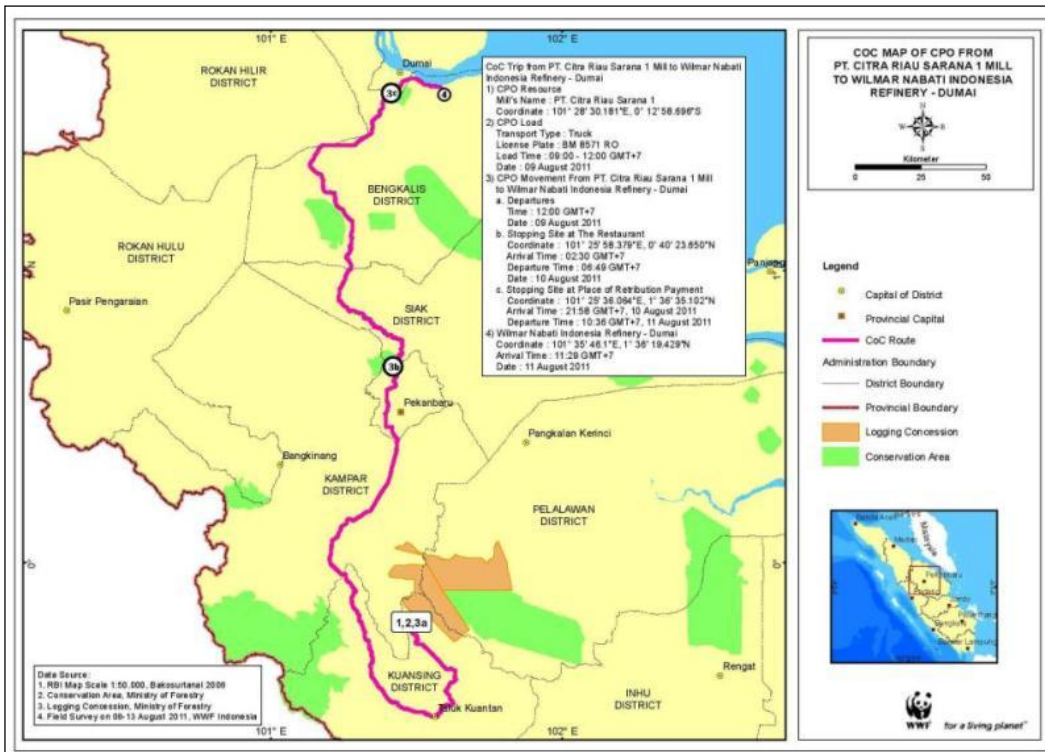 101° E
102° E
ROKAN HILIR
DISTRICT
Dumai
3c
4
BENGKALIS
DISTRICT
ROKAN HULU
DISTRICT
Pasir Pengaraian
SIAK
DISTRICT
3b
Pekanbaru
Bangkinang
Pangkalan Kerinci
KAMPAR
DISTRICT
PELALAWAN
DISTRICT
0°
0°
1,2,3a
KUANSING
DISTRICT
Taluk Kuantan
Rengat
INHU
DISTRICT
101° E
102° E
CoC Trip from PT. Citra Riau Sarana 1 Mill to Wilmar Nabati
Indonesia Refinery - Dumai
1) CPO Resource
Mill's Name : PT. Citra Riau Sarana 1
Coordinate : 101° 28' 30.161"E, 0° 12' 58.696"S
2) CPO Load
Transport Type : Truck
License Plate : BM 8571 RO
Load Time : 09:00 - 12:00 GMT+7
Date : 09 August 2011
3) CPO Movement From PT. Citra Riau Sarana 1 Mill
to Wilmar Nabati Indonesia Refinery - Dumai
a. Departures
Time : 12:00 GMT+7
Date : 09 August 2011
b. Stopping Site at The Restaurant
Coordinate : 101° 25' 58.379"E, 0° 40' 23.650"N
Arrival Time : 02:30 GMT+7
Departure Time : 06:49 GMT+7
Date : 10 August 2011
c. Stopping Site at Place of Retribution Payment
Coordinate : 101° 25' 36.064"E, 1° 36' 35.102"N
Arrival Time : 21:58 GMT+7, 10 August 2011
Departure Time : 10:36 GMT+7, 11 August 2011
4) Wilmar Nabati Indonesia Refinery - Dumai
Coordinate : 101° 35' 46.1"E, 1° 36' 19.429"N
Arrival Time : 11:29 GMT+7
Date : 11 August 2011
Data Source:
1. RBI Map Scale 1:50.000, Bakosurtanal 2006
2. Conservation Area, Ministry of Forestry
3. Logging Concession, Ministry of Forestry
4. Field Survey on 08-13 August 2011, WWF Indonesia
COC MAP OF CPO FROM
PT. CITRA RIAU SARANA 1 MILL
TO WILMAR NABATI INDONESIA
REFINERY - DUMAI
N
W E
S
Kilometer
0 25 50
Legend
Capital of District
Provincial Capital
CoC Route
Administration Boundary
District Boundary
Provincial Boundary
Logging Concession
Conservation Area
Malaysia
WWF
for a living planet®